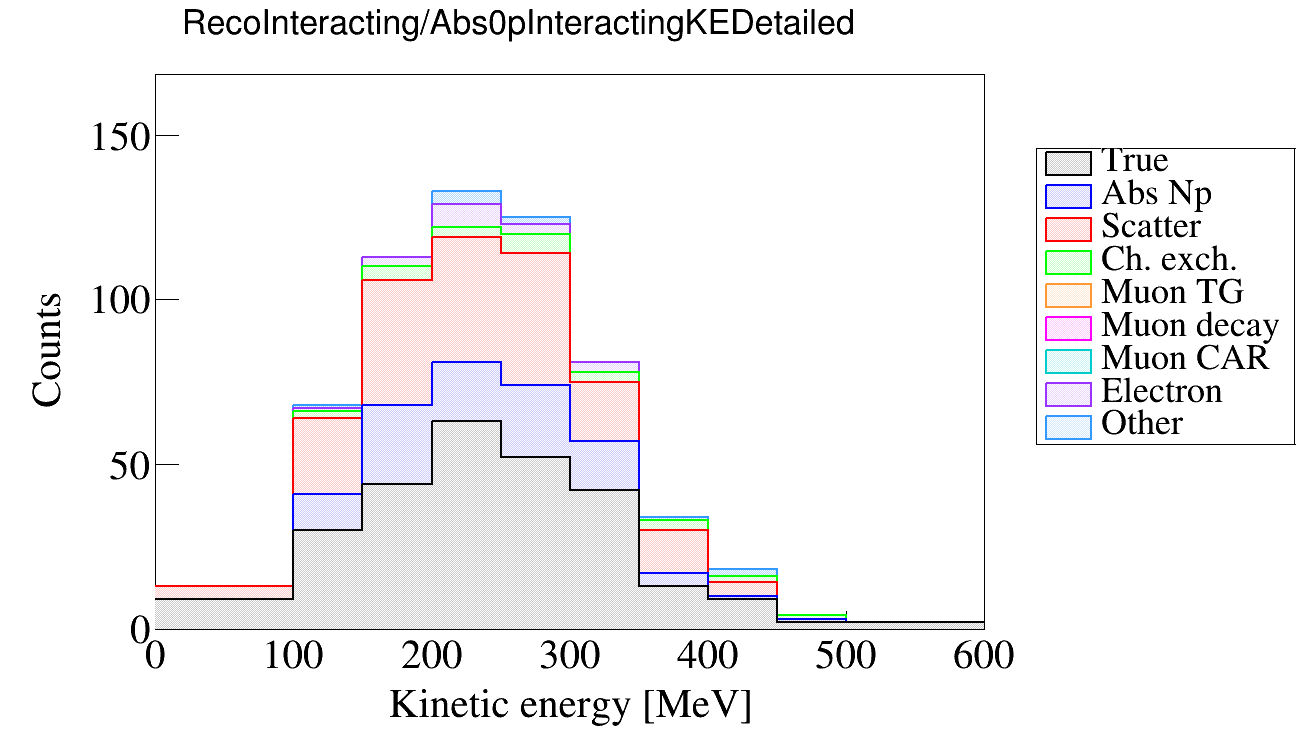 RecoInteracting/Abs0pInteractingKEDetailed
150
100
50
0
Counts
0 100 200 300 400 500 600
Kinetic energy [MeV]
True
Abs Np
Scatter
Ch. exch.
Muon TG
Muon decay
Muon CAR
Electron
Other